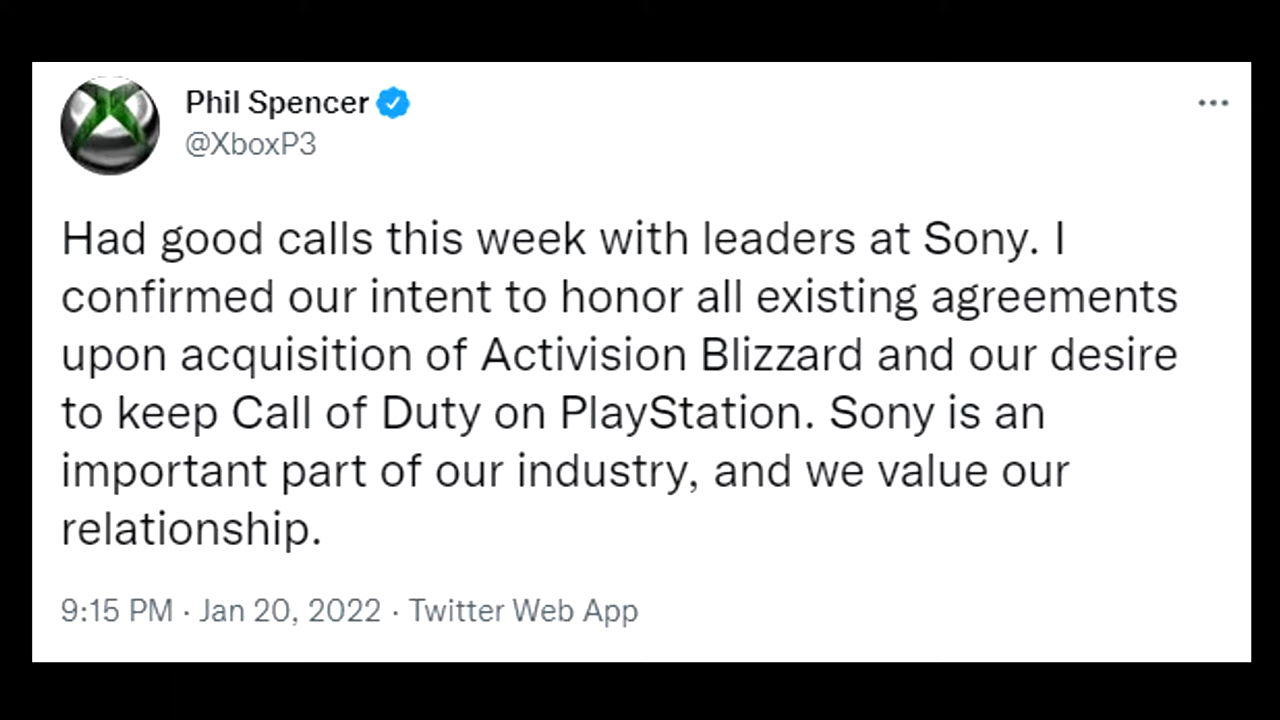 Phil Spencer
@XboxP3
Had good calls this week with leaders at Sony. I
confirmed our intent to honor all existing agreements
upon acquisition of Activision Blizzard and our desire
to keep Call of Duty on PlayStation. Sony is an
important part of our industry, and we value our
relationship.
9:15 PM · Jan 20, 2022 · Twitter Web App